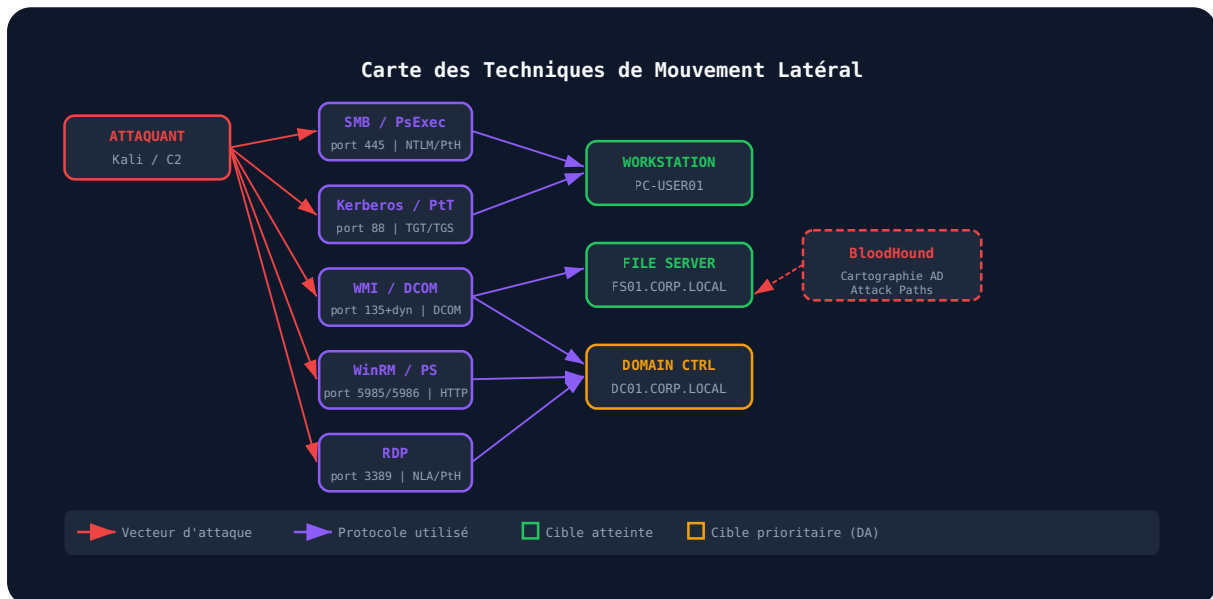 Carte des Techniques de Mouvement Latéral
ATTAQUANT
Kali / C2
SMB / PsExec
port 445 | NTLM/PtH
Kerberos / PtT
port 88 | TGT/TGS
WMI / DCOM
port 135+dyn | DCOM
WinRM / PS
port 5985/5986 | HTTP
RDP
port 3389 | NLA/PtH
WORKSTATION
PC-USER01
FILE SERVER
FS01.CORP.LOCAL
DOMAIN CTRL
DC01.CORP.LOCAL
BloodHound
Cartographie AD
Attack Paths
Vecteur d'attaque
Protocole utilisé
Cible atteinte
Cible prioritaire (DA)